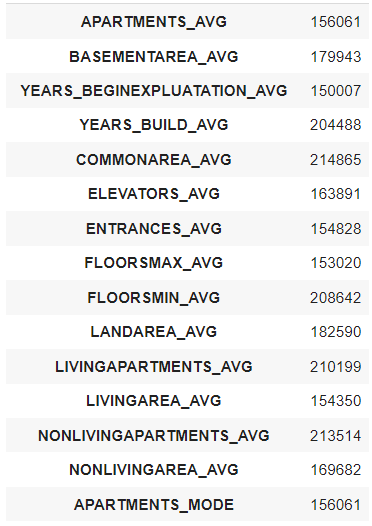 APARTMENTS_AVG 156061
BASEMENTAREA_AVG 179943
YEARS_BEGINEXPLUATATION_AVG 150007
YEARS_BUILD_AVG 204488
COMMONAREA_AVG 214865
ELEVATORS_AVG 163891
ENTRANCES_AVG 154828
FLOORSMAX_AVG 153020
FLOORSMIN_AVG 208642
LANDAREA_AVG 182590
LIVINGAPARTMENTS_AVG 210199
LIVINGAREA_AVG 154350
NONLIVINGAPARTMENTS_AVG 213514
NONLIVINGAREA_AVG 169682
APARTMENTS_MODE 156061